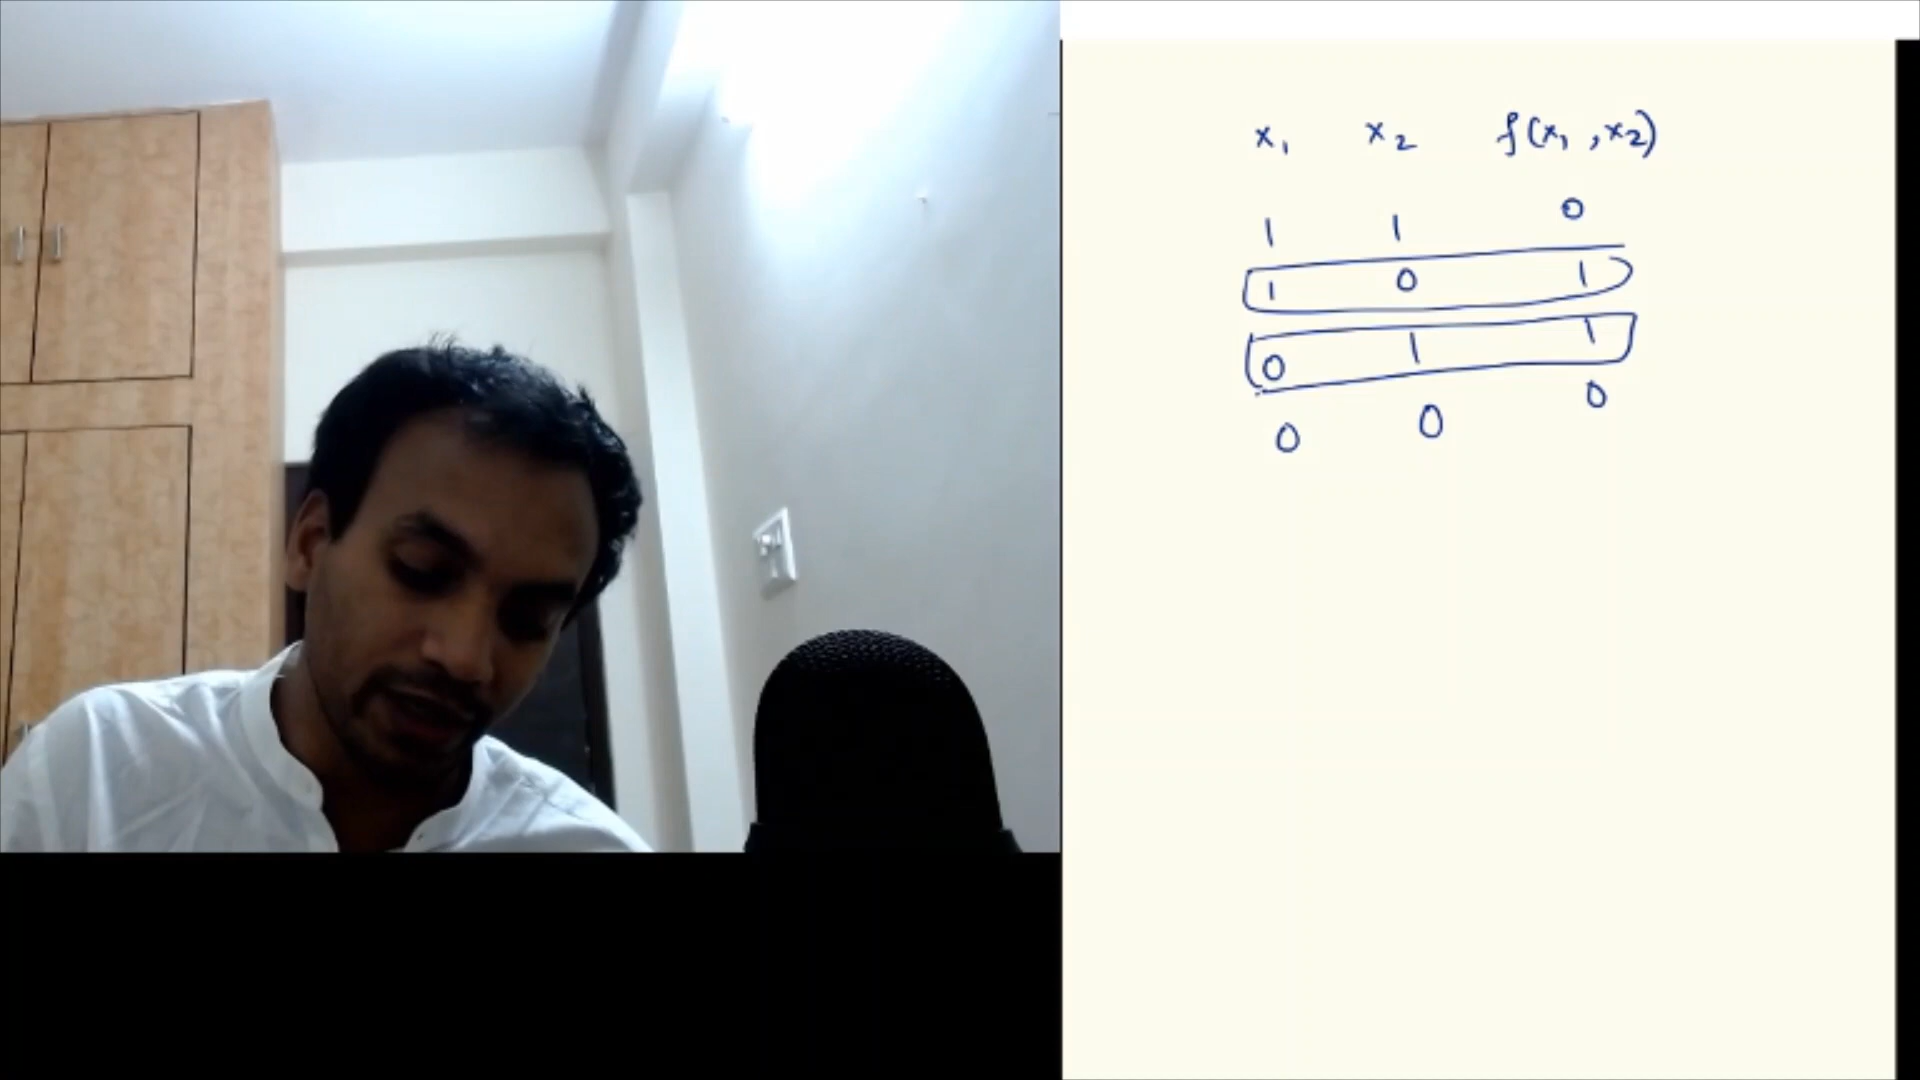 x₁ x₂ f(x₁, x₂)
1 1 0
1 0 1
0 1 1
0 0 0